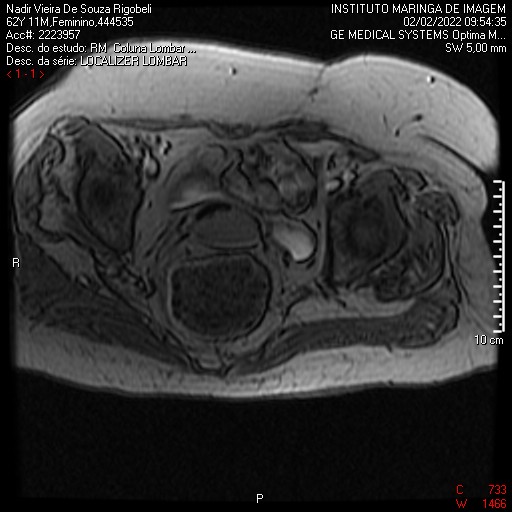 Nadir Vieira De Souza Rigobeli
62Y 11M,Feminino,444535
Acc#: 2223957
Desc. do estudo: RM Coluna Lombar ...
Desc. da série: LOCALIZER LOMBAR
< 1 - 1 >
INSTITUTO MARINGA DE IMAGEM
02/02/2022 09:54:35
GE MEDICAL SYSTEMS Optima M...
SW 5,00 mm
R
10 cm
P
C 733
W 1466